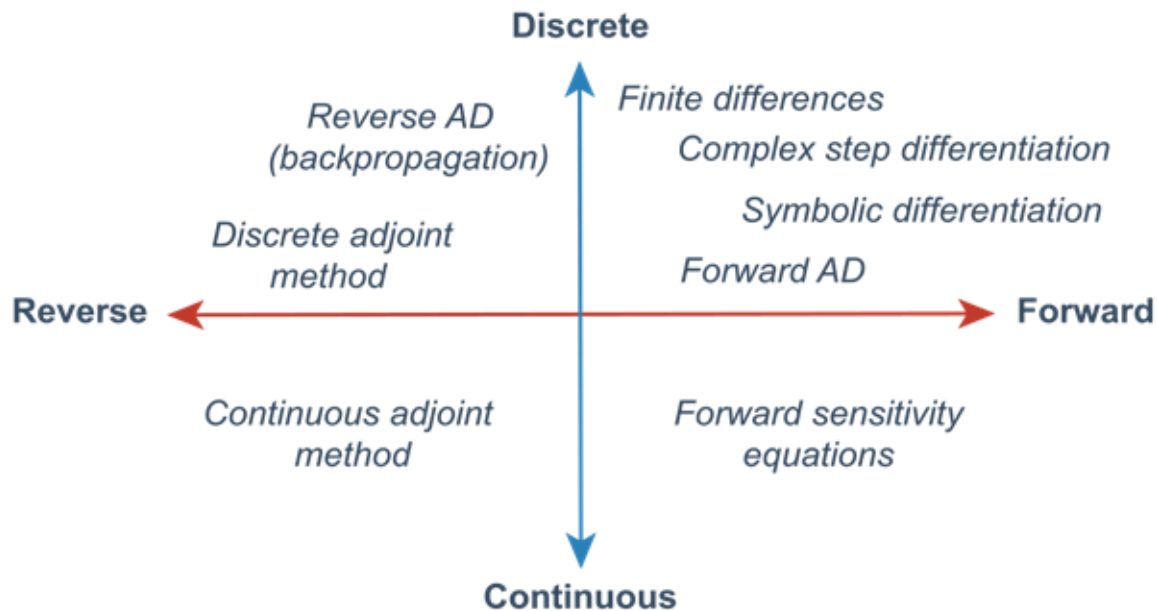 Discrete
Reverse AD
(backpropagation)
Finite differences
Complex step differentiation
Symbolic differentiation
Discrete adjoint
method
Forward AD
Reverse
Forward
Continuous adjoint
method
Forward sensitivity
equations
Continuous